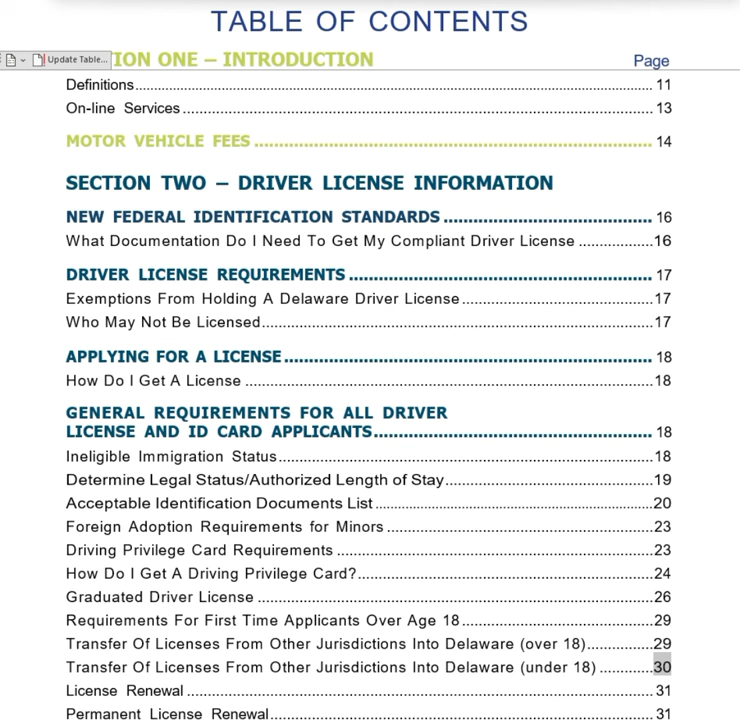 TABLE OF CONTENTS
Update Table...
ION ONE – INTRODUCTION Page
Definitions 11
On-line Services 13
MOTOR VEHICLE FEES 14
SECTION TWO – DRIVER LICENSE INFORMATION
NEW FEDERAL IDENTIFICATION STANDARDS 16
What Documentation Do I Need To Get My Compliant Driver License 16
DRIVER LICENSE REQUIREMENTS 17
Exemptions From Holding A Delaware Driver License 17
Who May Not Be Licensed 17
APPLYING FOR A LICENSE 18
How Do I Get A License 18
GENERAL REQUIREMENTS FOR ALL DRIVER
LICENSE AND ID CARD APPLICANTS 18
Ineligible Immigration Status 18
Determine Legal Status/Authorized Length of Stay 19
Acceptable Identification Documents List 20
Foreign Adoption Requirements for Minors 23
Driving Privilege Card Requirements 23
How Do I Get A Driving Privilege Card? 24
Graduated Driver License 26
Requirements For First Time Applicants Over Age 18 29
Transfer Of Licenses From Other Jurisdictions Into Delaware (over 18) 29
Transfer Of Licenses From Other Jurisdictions Into Delaware (under 18) 30
License Renewal 31
Permanent License Renewal 31